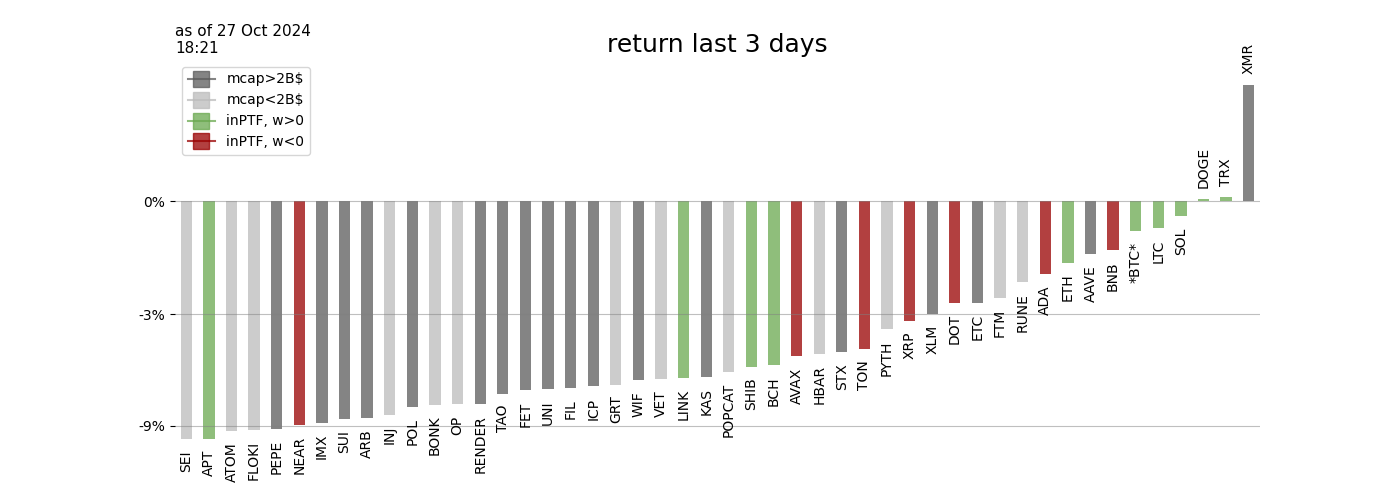 as of 27 Oct 2024
18:21
return last 3 days
mcap>2B$
mcap<2B$
inPTF, w>0
inPTF, w<0
0%
-3%
-9%
SEI
APT
ATOM
FLOKI
PEPE
NEAR
IMX
SUI
ARB
INJ
POL
BONK
OP
RENDER
TAO
FET
UNI
FIL
ICP
GRT
WIF
VET
LINK
KAS
POPCAT
SHIB
BCH
AVAX
HBAR
STX
TON
PYTH
XRP
XLM
DOT
ETC
FTM
RUNE
ADA
ETH
AAVE
BNB
*BTC*
LTC
SOL
DOGE
TRX
XMR